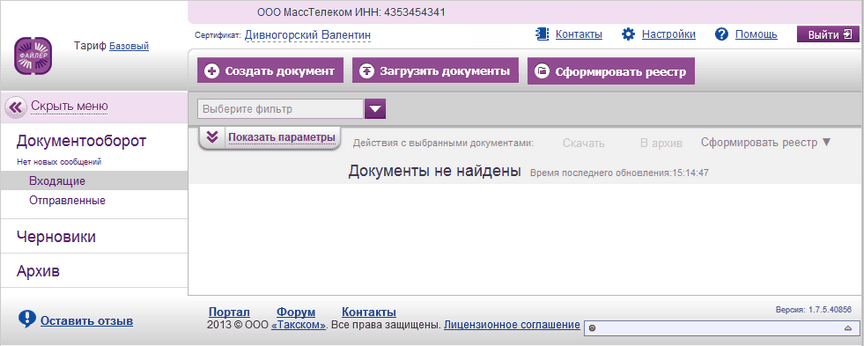 ООО МассТелеком ИНН: 4353454341
ФАЙЛЕР
Тариф Базовый
Сертификат: Дивногорский Валентин
Контакты
Настройки
Помощь
Выйти
Создать документ
Загрузить документы
Сформировать реестр
Скрыть меню
Выберите фильтр
Показать параметры
Действия с выбранными документами:
Скачать
В архив
Сформировать реестр ▼
Документооборот
Нет новых сообщений
Входящие
Отправленные
Документы не найдены Время последнего обновления:15:14:47
Черновики
Архив
Оставить отзыв
Портал Форум Контакты
2013 © ООО «Такском». Все права защищены. Лицензионное соглашение
Версия: 1.7.5.40856